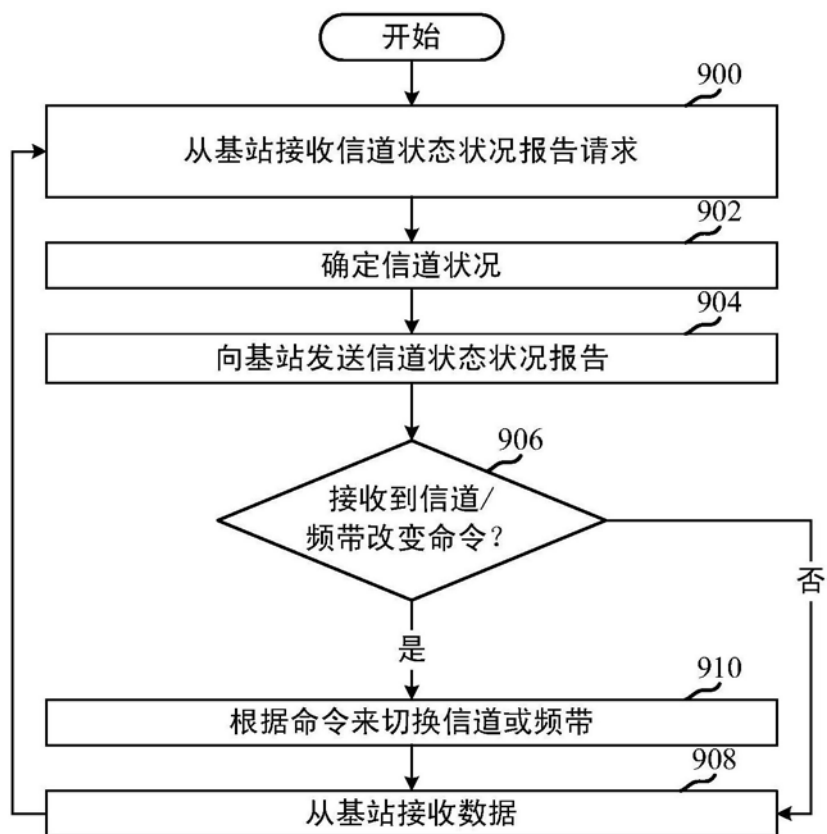 开始
900
从基站接收信道状态状况报告请求
902
确定信道状况
904
向基站发送信道状态状况报告
906
接收到信道/
频带改变命令?
否
是
910
根据命令来切换信道或频带
908
从基站接收数据